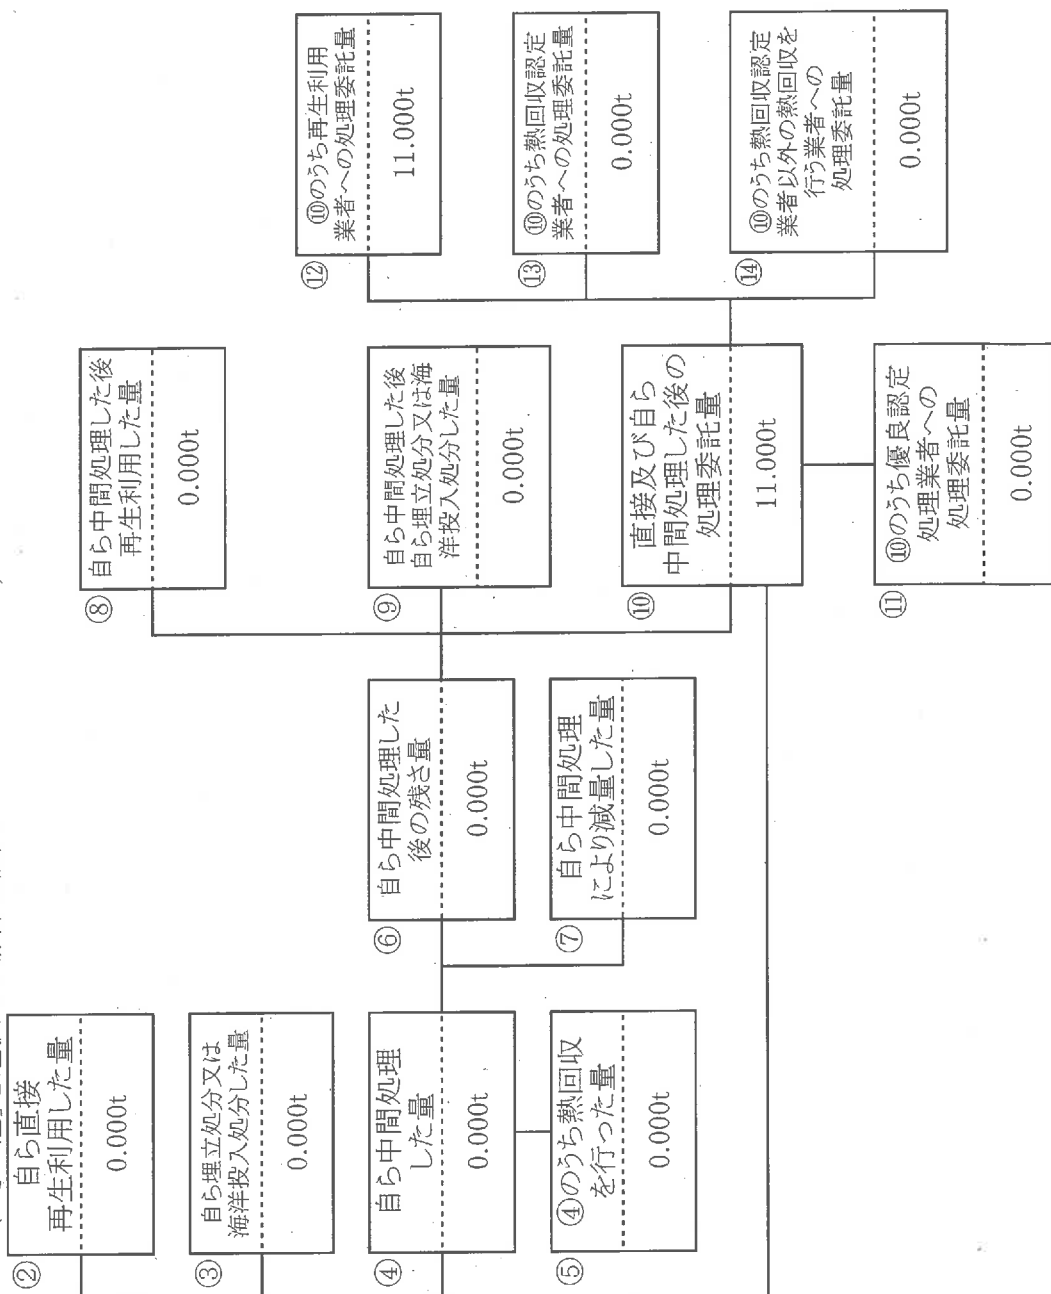 ②
自ら直接
再生利用した量
0.000t
③
自ら埋立処分又は
海洋投入処分した量
0.000t
④
自ら中間処理
した量
0.000t
⑤
④のうち熱回収
を行った量
0.000t
⑥
自ら中間処理した
後の残さ量
0.000t
⑦
自ら中間処理
により減量した量
0.000t
⑧
自ら中間処理した後
再生利用した量
0.000t
⑨
自ら中間処理した後
自ら埋立処分又は海
洋投入処分した量
0.000t
⑩
直接及び自ら
中間処理した後の
処理委託量
11.000t
⑪
⑩のうち優良認定
処理業者への
処理委託量
0.000t
⑫
⑩のうち再生利用
業者への処理委託量
11.000t
⑬
⑩のうち熱回収認定
業者への処理委託量
0.000t
⑭
⑩のうち熱回収認定
業者以外の熱回収を
行う業者への
処理委託量
0.000t